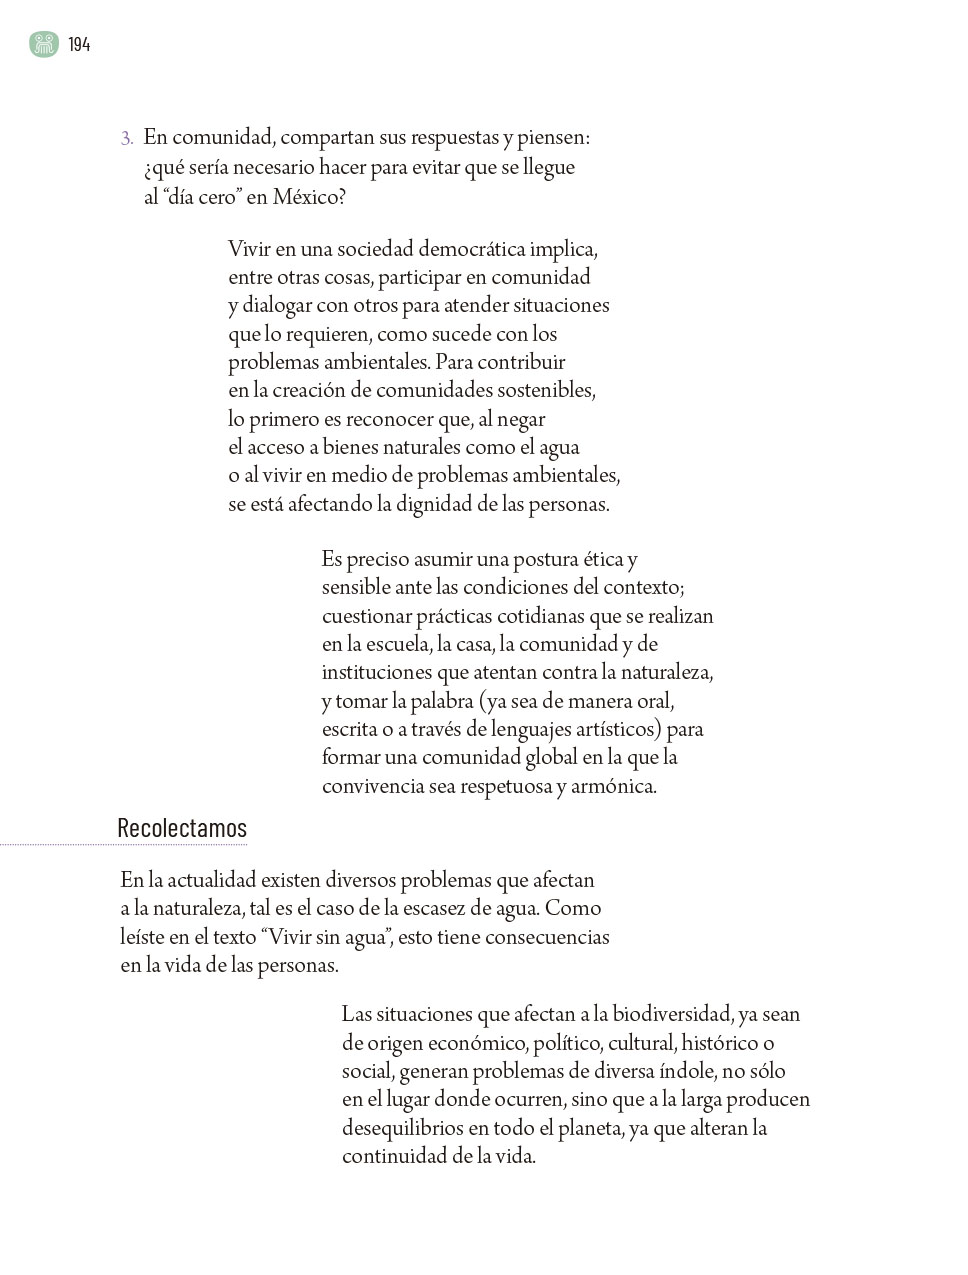 194
3. En comunidad, compartan sus respuestas y piensen:
¿qué sería necesario hacer para evitar que se llegue
al “día cero” en México?
Vivir en una sociedad democrática implica,
entre otras cosas, participar en comunidad
y dialogar con otros para atender situaciones
que lo requieren, como sucede con los
problemas ambientales. Para contribuir
en la creación de comunidades sostenibles,
lo primero es reconocer que, al negar
el acceso a bienes naturales como el agua
o al vivir en medio de problemas ambientales,
se está afectando la dignidad de las personas.
Es preciso asumir una postura ética y
sensible ante las condiciones del contexto;
cuestionar prácticas cotidianas que se realizan
en la escuela, la casa, la comunidad y de
instituciones que atentan contra la naturaleza,
y tomar la palabra (ya sea de manera oral,
escrita o a través de lenguajes artísticos) para
formar una comunidad global en la que la
convivencia sea respetuosa y armónica.
Recolectamos
En la actualidad existen diversos problemas que afectan
a la naturaleza, tal es el caso de la escasez de agua. Como
leíste en el texto “Vivir sin agua”, esto tiene consecuencias
en la vida de las personas.
Las situaciones que afectan a la biodiversidad, ya sean
de origen económico, político, cultural, histórico o
social, generan problemas de diversa índole, no sólo
en el lugar donde ocurren, sino que a la larga producen
desequilibrios en todo el planeta, ya que alteran la
continuidad de la vida.